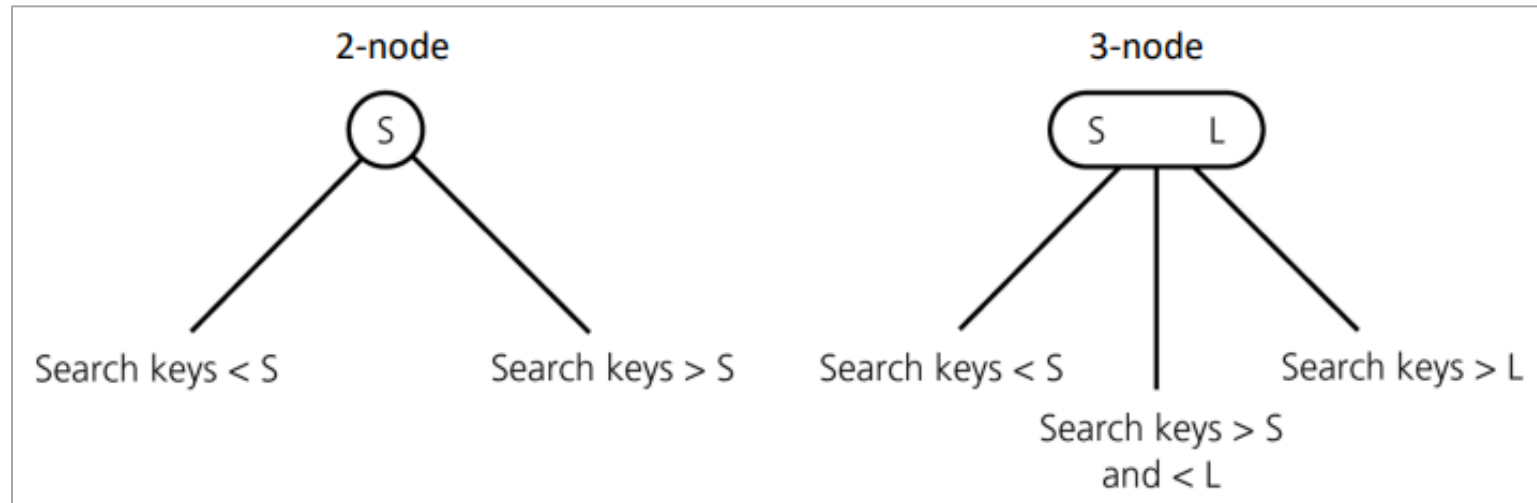 2-node
3-node
S
S L
Search keys < S
Search keys > S
Search keys < S
Search keys > S
and < L
Search keys > L